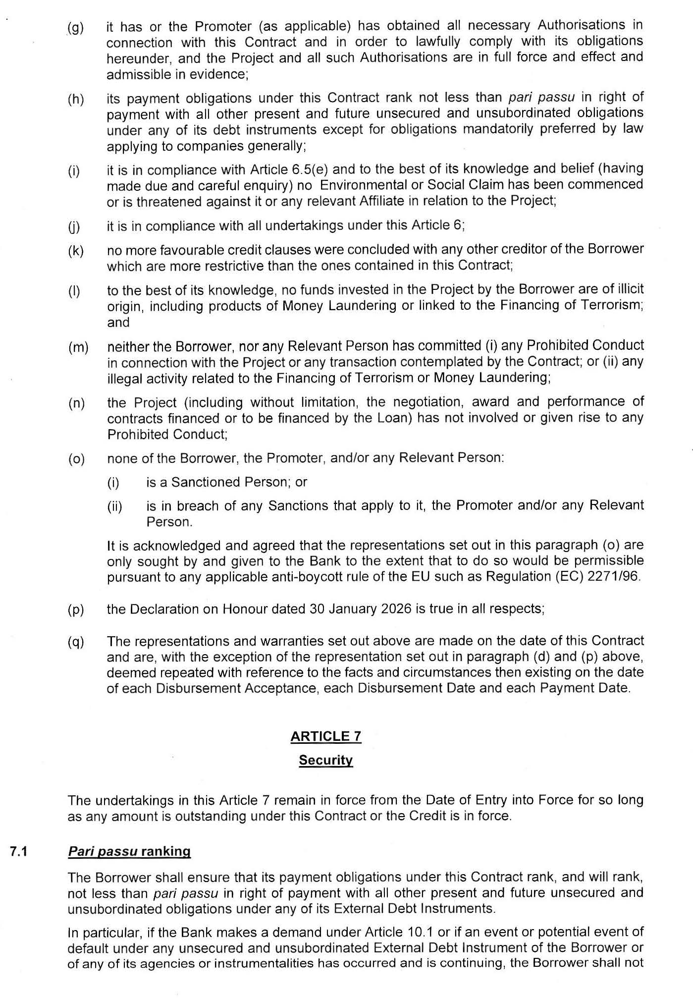 (g) it has or the Promoter (as applicable) has obtained all necessary Authorisations in
connection with this Contract and in order to lawfully comply with its obligations
hereunder, and the Project and all such Authorisations are in full force and effect and
admissible in evidence;
(h) its payment obligations under this Contract rank not less than pari passu in right of
payment with all other present and future unsecured and unsubordinated obligations
under any of its debt instruments except for obligations mandatorily preferred by law
applying to companies generally;
(i) it is in compliance with Article 6.5(e) and to the best of its knowledge and belief (having
made due and careful enquiry) no Environmental or Social Claim has been commenced
or is threatened against it or any relevant Affiliate in relation to the Project;
(j) it is in compliance with all undertakings under this Article 6;
(k) no more favourable credit clauses were concluded with any other creditor of the Borrower
which are more restrictive than the ones contained in this Contract;
(l) to the best of its knowledge, no funds invested in the Project by the Borrower are of illicit
origin, including products of Money Laundering or linked to the Financing of Terrorism;
and
(m) neither the Borrower, nor any Relevant Person has committed (i) any Prohibited Conduct
in connection with the Project or any transaction contemplated by the Contract; or (ii) any
illegal activity related to the Financing of Terrorism or Money Laundering;
(n) the Project (including without limitation, the negotiation, award and performance of
contracts financed or to be financed by the Loan) has not involved or given rise to any
Prohibited Conduct;
(o) none of the Borrower, the Promoter, and/or any Relevant Person:
(i) is a Sanctioned Person; or
(ii) is in breach of any Sanctions that apply to it, the Promoter and/or any Relevant
Person.
It is acknowledged and agreed that the representations set out in this paragraph (o) are
only sought by and given to the Bank to the extent that to do so would be permissible
pursuant to any applicable anti-boycott rule of the EU such as Regulation (EC) 2271/96.
(p) the Declaration on Honour dated 30 January 2026 is true in all respects;
(q) The representations and warranties set out above are made on the date of this Contract
and are, with the exception of the representation set out in paragraph (d) and (p) above,
deemed repeated with reference to the facts and circumstances then existing on the date
of each Disbursement Acceptance, each Disbursement Date and each Payment Date.
ARTICLE 7
Security
The undertakings in this Article 7 remain in force from the Date of Entry into Force for so long
as any amount is outstanding under this Contract or the Credit is in force.
7.1 Pari passu ranking
The Borrower shall ensure that its payment obligations under this Contract rank, and will rank,
not less than pari passu in right of payment with all other present and future unsecured and
unsubordinated obligations under any of its External Debt Instruments.
In particular, if the Bank makes a demand under Article 10.1 or if an event or potential event of
default under any unsecured and unsubordinated External Debt Instrument of the Borrower or
of any of its agencies or instrumentalities has occurred and is continuing, the Borrower shall not